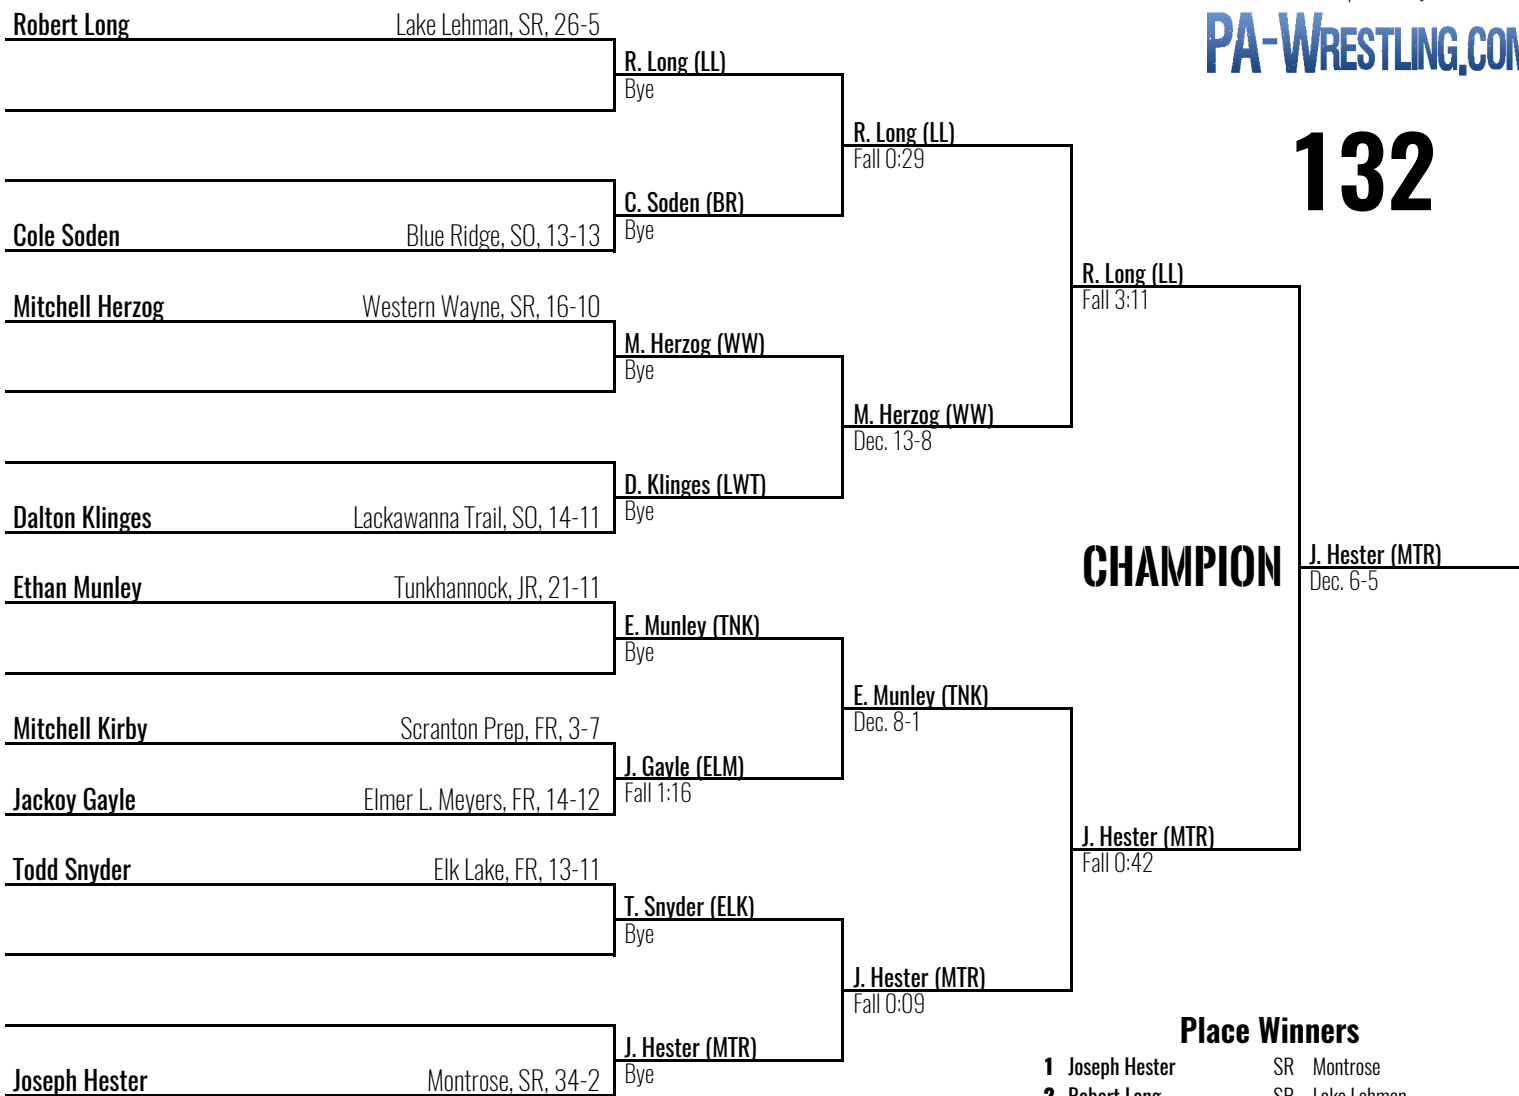 Robert Long Lake Lehman, SR, 26-5
R. Long (LL)
Bye
R. Long (LL)
Fall 0:29
C. Soden (BR)
Bye
Cole Soden Blue Ridge, SO, 13-13
PA-WRESTLING.COM
132
R. Long (LL)
Fall 3:11
Mitchell Herzog Western Wayne, SR, 16-10
M. Herzog (WW)
Bye
M. Herzog (WW)
Dec. 13-8
D. Klinges (LWT)
Bye
Dalton Klinges Lackawanna Trail, SO, 14-11
CHAMPION
J. Hester (MTR)
Dec. 6-5
Ethan Munley Tunkhannock, JR, 21-11
E. Munley (TNK)
Bye
E. Munley (TNK)
Dec. 8-1
Mitchell Kirby Scranton Prep, FR, 3-7
J. Gayle (ELM)
Fall 1:16
Jackoy Gayle Elmer L. Meyers, FR, 14-12
J. Hester (MTR)
Fall 0:42
Todd Snyder Elk Lake, FR, 13-11
T. Snyder (ELK)
Bye
J. Hester (MTR)
Fall 0:09
J. Hester (MTR)
Bye
Joseph Hester Montrose, SR, 34-2
Place Winners
1 Joseph Hester SR Montrose
2 Robert Long SR Lake Lehman